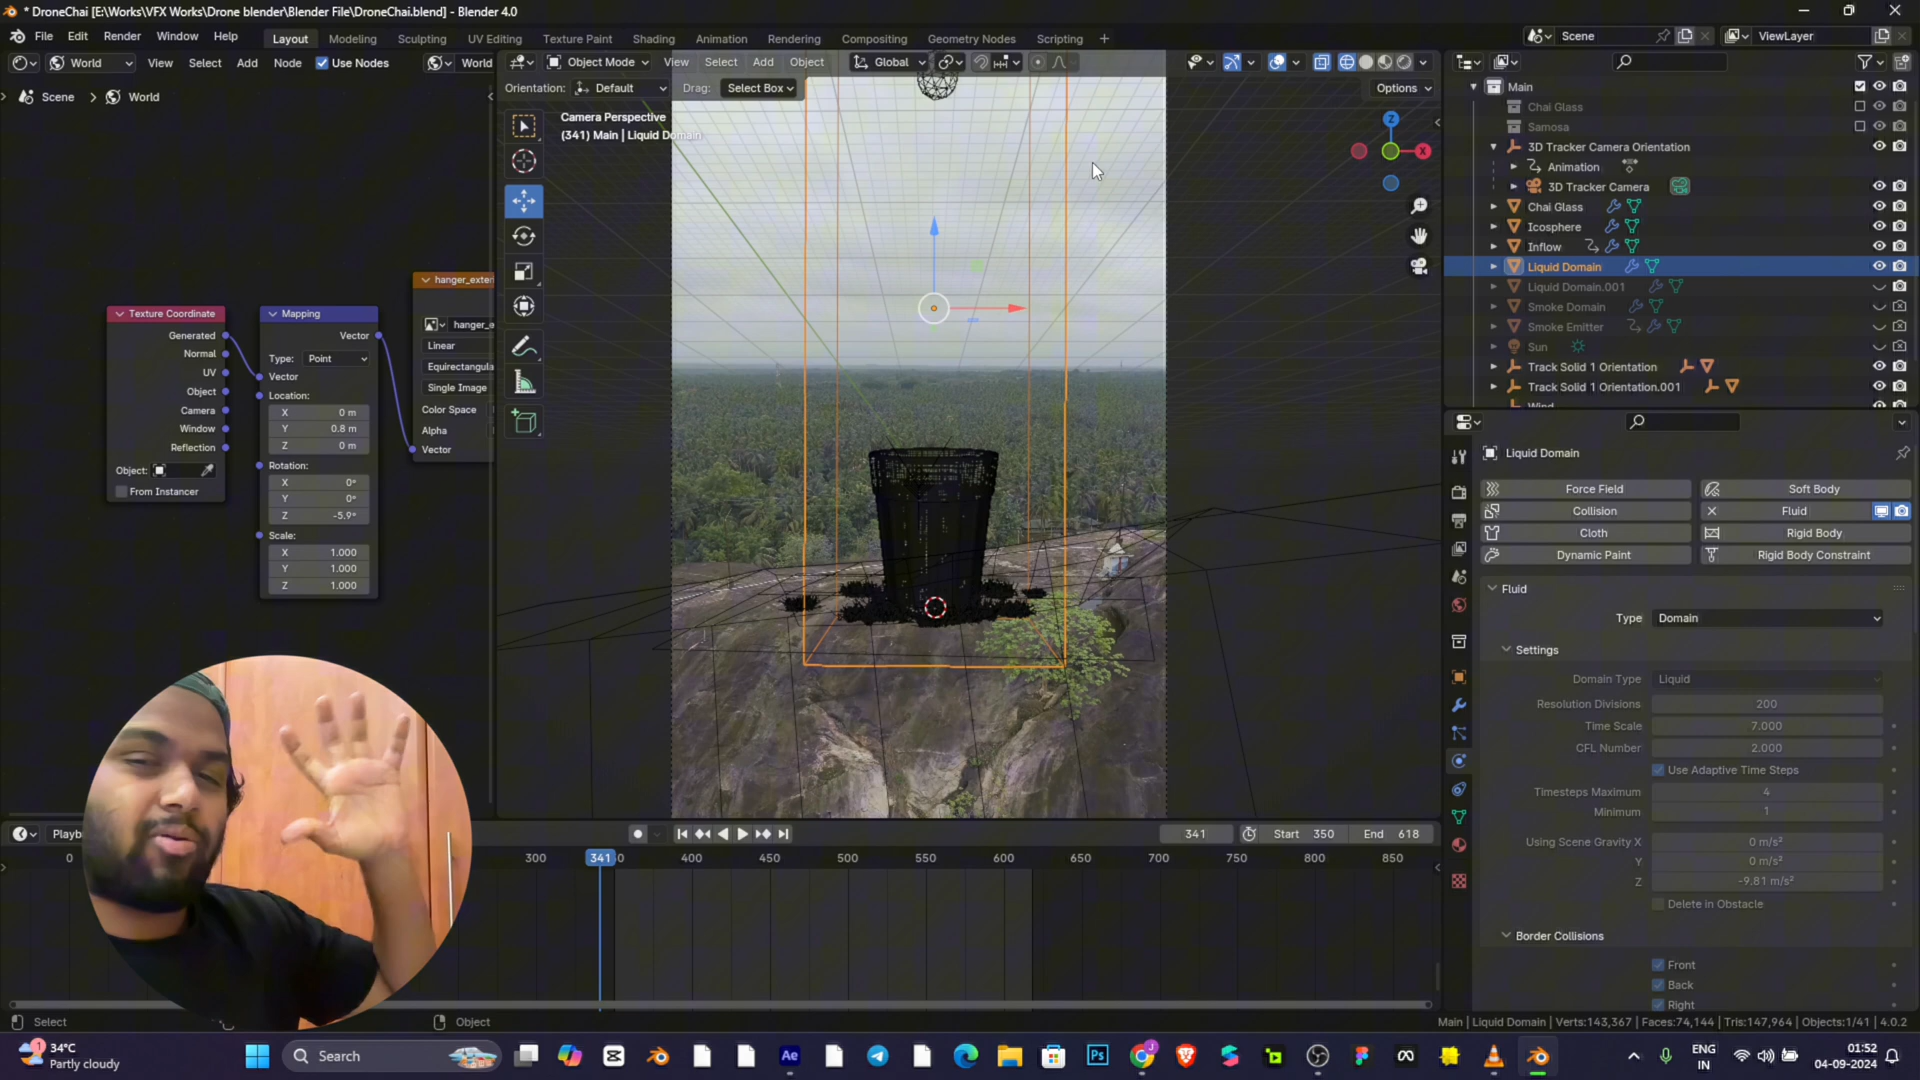 * DroneChai [E:\Works\VFX Works\Drone blender\Blender File\DroneChai.blend] - Blender 4.0
File Edit Render Window Help
Layout Modeling Sculpting UV Editing Texture Paint Shading Animation Rendering Compositing Geometry Nodes Scripting +
Scene ViewLayer
World View Select Add Node Use Nodes World
Object Mode View Select Add Object Global
Orientation: Default Drag: Select Box Options
Scene > World
Camera Perspective
(341) Main | Liquid Domain
Z
X
hanger_exter
hanger_e
Linear
Equirectangula
Single Image
Color Space
Alpha
Vector
Texture Coordinate
Generated
Normal
UV
Object
Camera
Window
Reflection
Object:
From Instancer
Mapping
Vector
Type: Point
Vector
Location:
X 0 m
Y 0.8 m
Z 0 m
Rotation:
X 0°
Y 0°
Z -5.9°
Scale:
X 1.000
Y 1.000
Z 1.000
Main
Chai Glass
Samosa
3D Tracker Camera Orientation
Animation
3D Tracker Camera
Chai Glass
Icosphere
Inflow
Liquid Domain
Liquid Domain.001
Smoke Domain
Smoke Emitter
Sun
Track Solid 1 Orientation
Track Solid 1 Orientation.001
Wind
Liquid Domain
Force Field Soft Body
Collision Fluid
Cloth Rigid Body
Dynamic Paint Rigid Body Constraint
Fluid
Type Domain
Settings
Domain Type Liquid
Resolution Divisions 200
Time Scale 7.000
CFL Number 2.000
Use Adaptive Time Steps
Timesteps Maximum 4
Minimum 1
Using Scene Gravity X 0 m/s²
Y 0 m/s²
Z -9.81 m/s²
Delete in Obstacle
Border Collisions
Front
Back
Right
Playb
341 Start 350 End 618
0 300 341 400 450 500 550 600 650 700 750 800 850
Select Object
Main | Liquid Domain | Verts:143,367 | Faces:74,144 | Tris:147,964 | Objects:1/41 | 4.0.2
1
34°C
Partly cloudy
Search
Ae
Ps
J
ENG
IN
01:52
04-09-2024